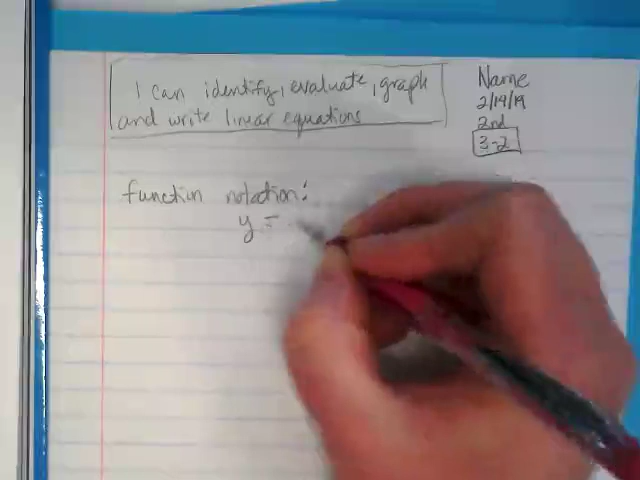 I can identify, evaluate, graph
and write linear equations
Name
2/19/19
2nd
3-2
function notation:
y =